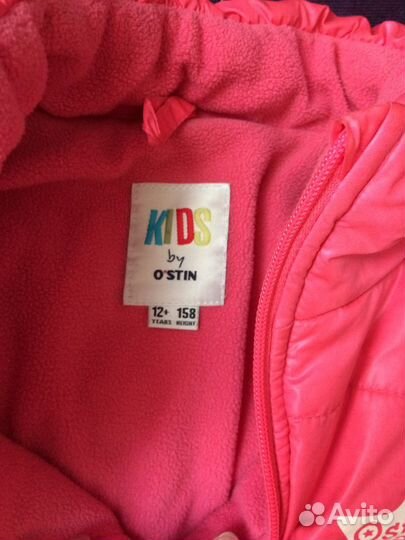 KIDS
by
O'STIN
12+ 158
YEARS HEIGHT
Avito